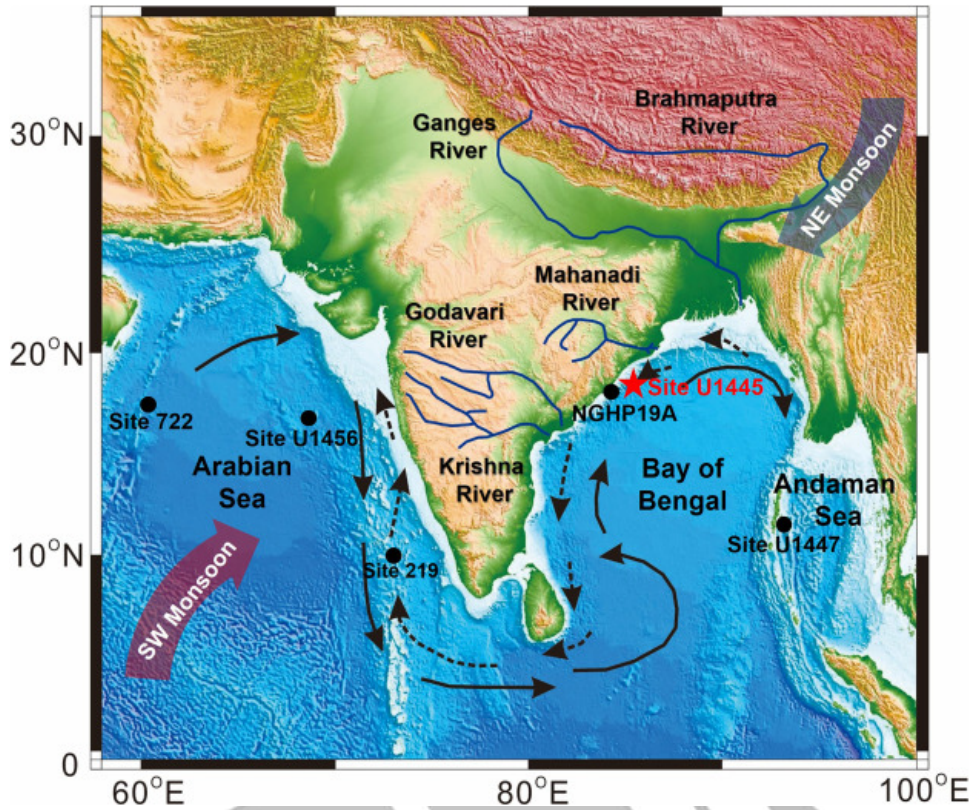 Brahmaputra
River
Ganges
River
30°N
NE Monsoon
Mahanadi
River
Godavari
River
20°N
Site U1445
NGHP19A
Site 722
Site U1456
Arabian
Sea
Krishna
River
Bay of
Bengal
Andaman
Sea
Site U1447
10°N
Site 219
SW Monsoon
0
60°E
80°E
100°E